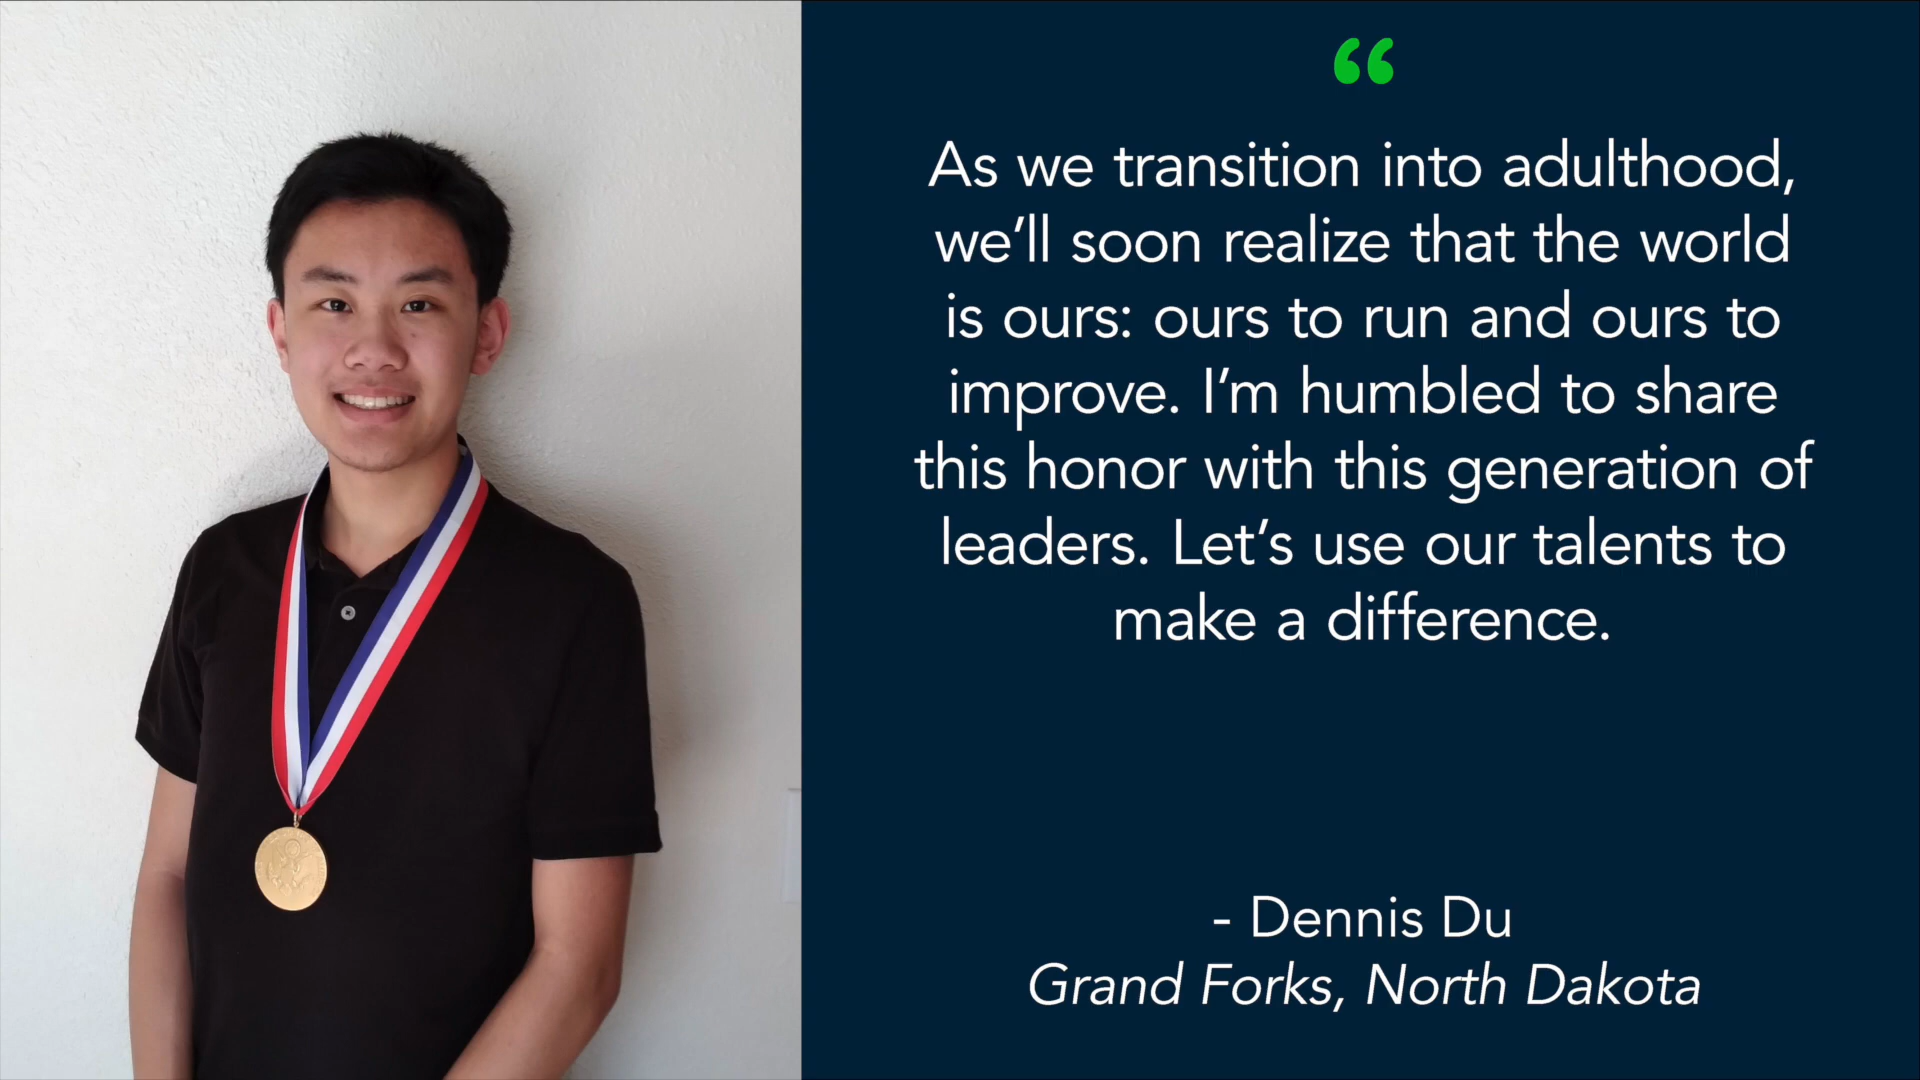 “
As we transition into adulthood,
we’ll soon realize that the world
is ours: ours to run and ours to
improve. I’m humbled to share
this honor with this generation of
leaders. Let’s use our talents to
make a difference.
- Dennis Du
Grand Forks, North Dakota